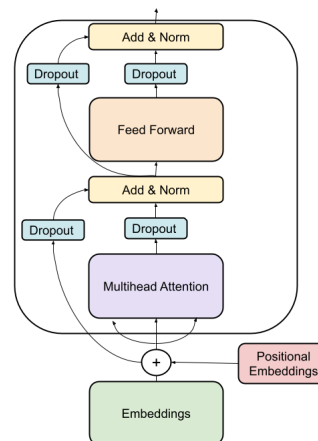 Add & Norm
Dropout
Dropout
Feed Forward
Add & Norm
Dropout
Dropout
Multihead Attention
+
Positional
Embeddings
Embeddings